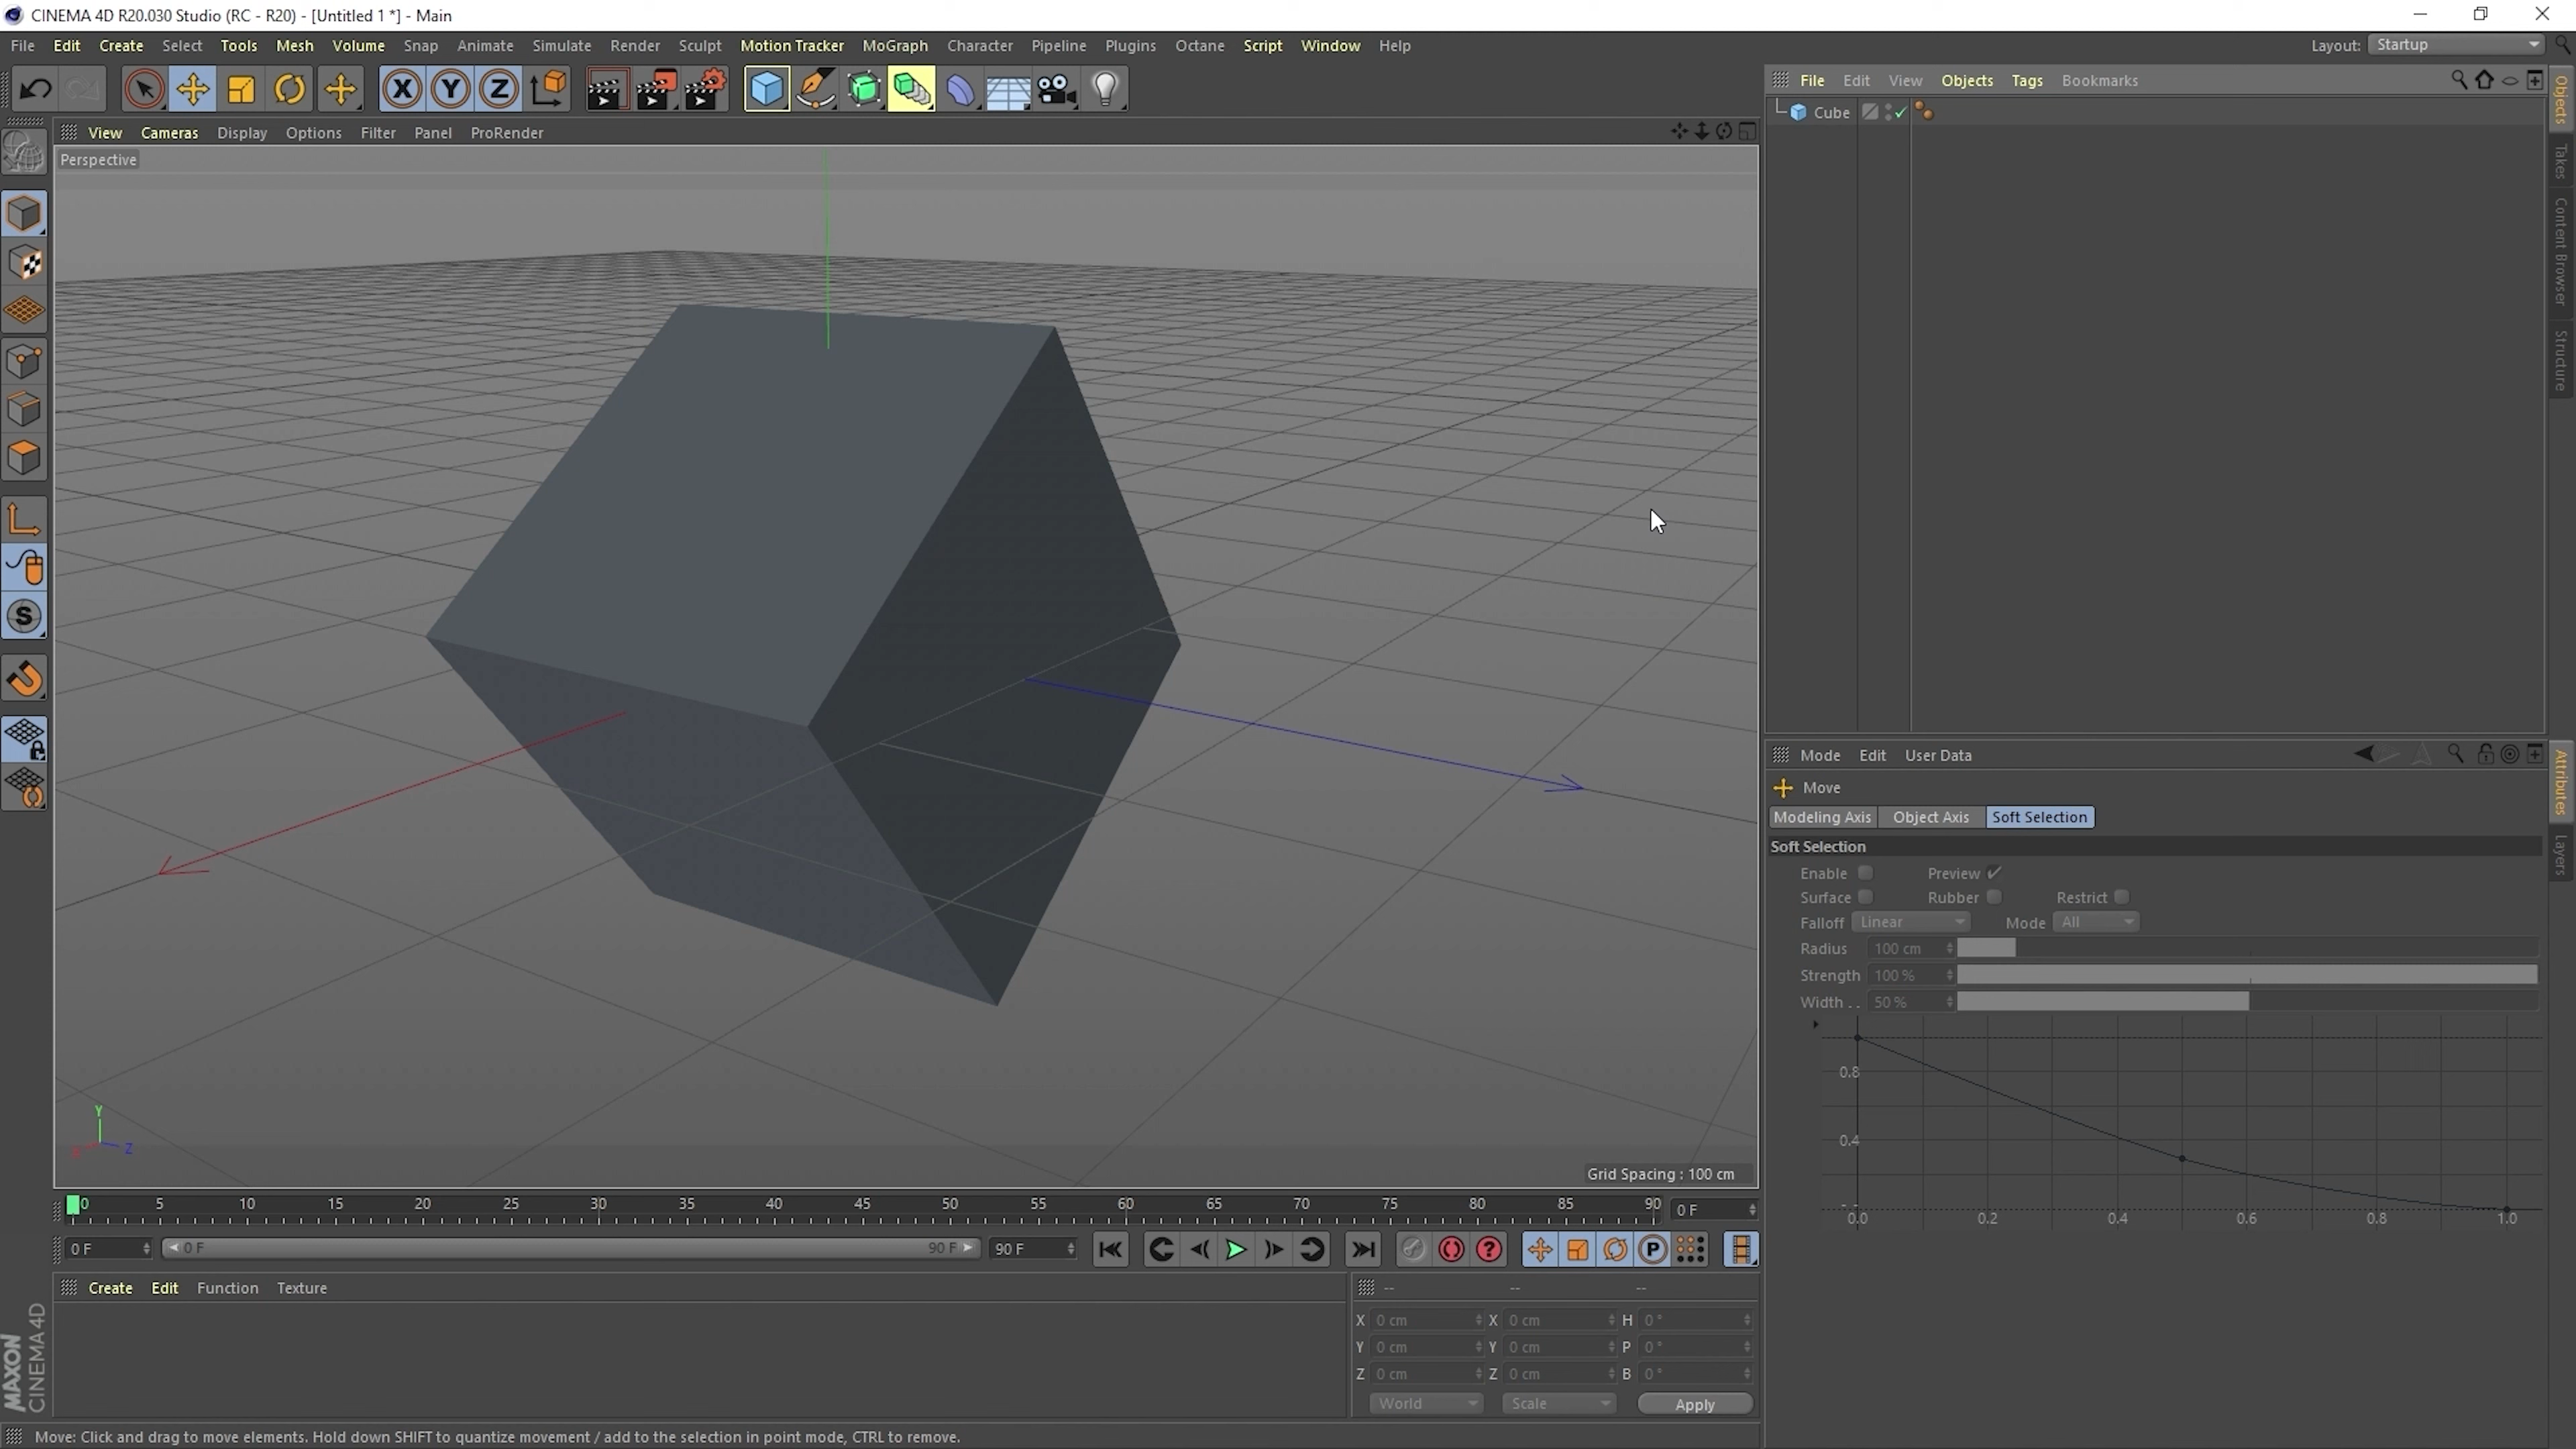 CINEMA 4D R20.030 Studio (RC - R20) - [Untitled 1 *] - Main
File Edit Create Select Tools Mesh Volume Snap Animate Simulate Render Sculpt Motion Tracker MoGraph Character Pipeline Plugins Octane Script Window Help
Layout: Startup
X Y Z
File Edit View Objects Tags Bookmarks
Cube
Objects
Takes
Content Browser
Structure
View Cameras Display Options Filter Panel ProRender
Perspective
S
Y
X
Z
Grid Spacing : 100 cm
Mode Edit User Data
Move
Modeling Axis Object Axis Soft Selection
Soft Selection
Enable Preview
Surface Rubber Restrict
Falloff Linear Mode All
Radius 100 cm
Strength 100 %
Width . . 50 %
0.8
0.4
0.0 0.2 0.4 0.6 0.8 1.0
Attributes
Layers
0 5 10 15 20 25 30 35 40 45 50 55 60 65 70 75 80 85 90 0 F
0 F 0 F 90 F 90 F ? P
Create Edit Function Texture
-- -- --
X 0 cm X 0 cm H 0 °
Y 0 cm Y 0 cm P 0 °
Z 0 cm Z 0 cm B 0 °
World Scale Apply
MAXON
CINEMA 4D
Move: Click and drag to move elements. Hold down SHIFT to quantize movement / add to the selection in point mode, CTRL to remove.